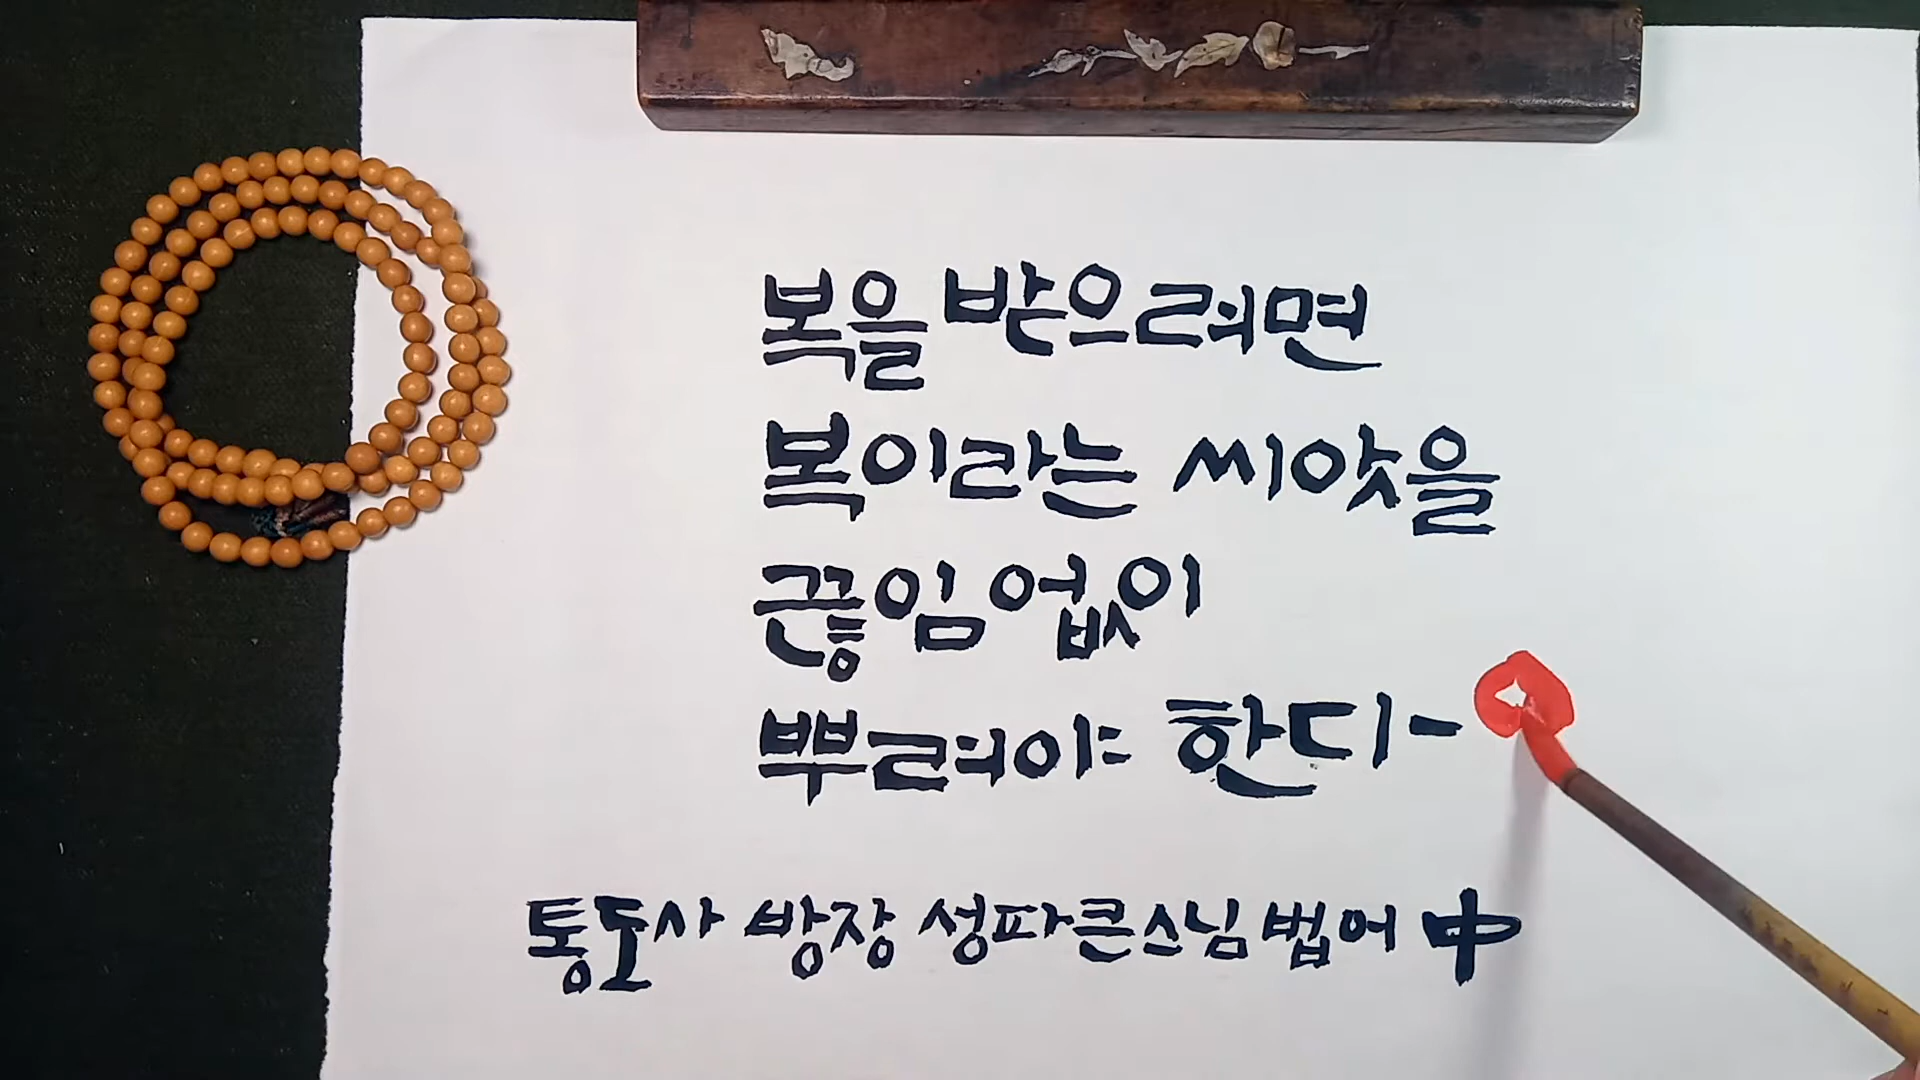 복을 받으려면
복이라는 씨앗을
끊임없이
뿌려야 한다
통도사 방장 성파큰스님 법어 中